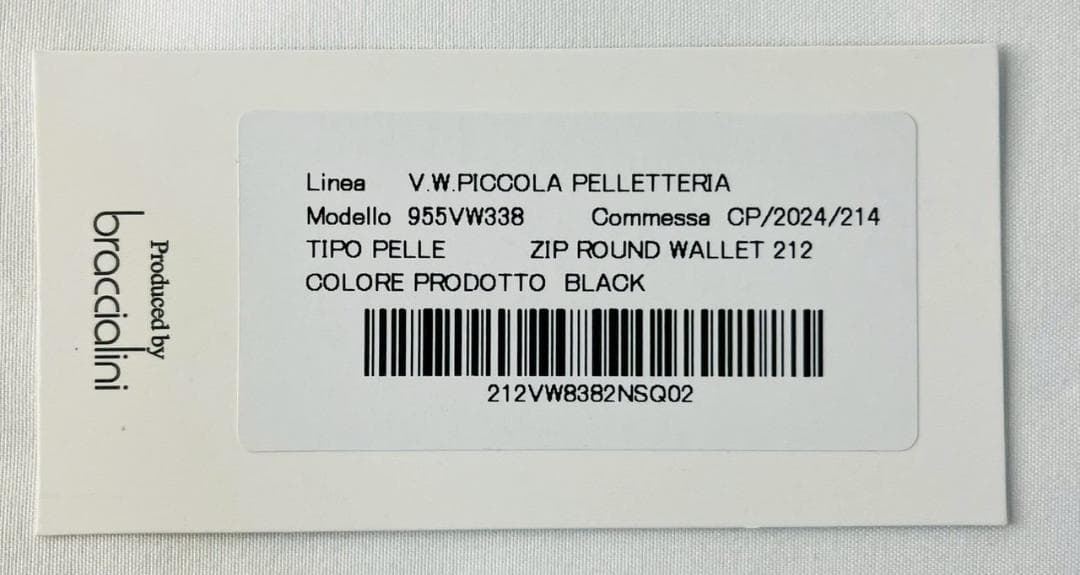 Produced by
braccialini
Linea V.W.PICCOLA PELLETTERIA
Modello 955VW338 Commessa CP/2024/214
TIPO PELLE ZIP ROUND WALLET 212
COLORE PRODOTTO BLACK
212VW8382NSQ02